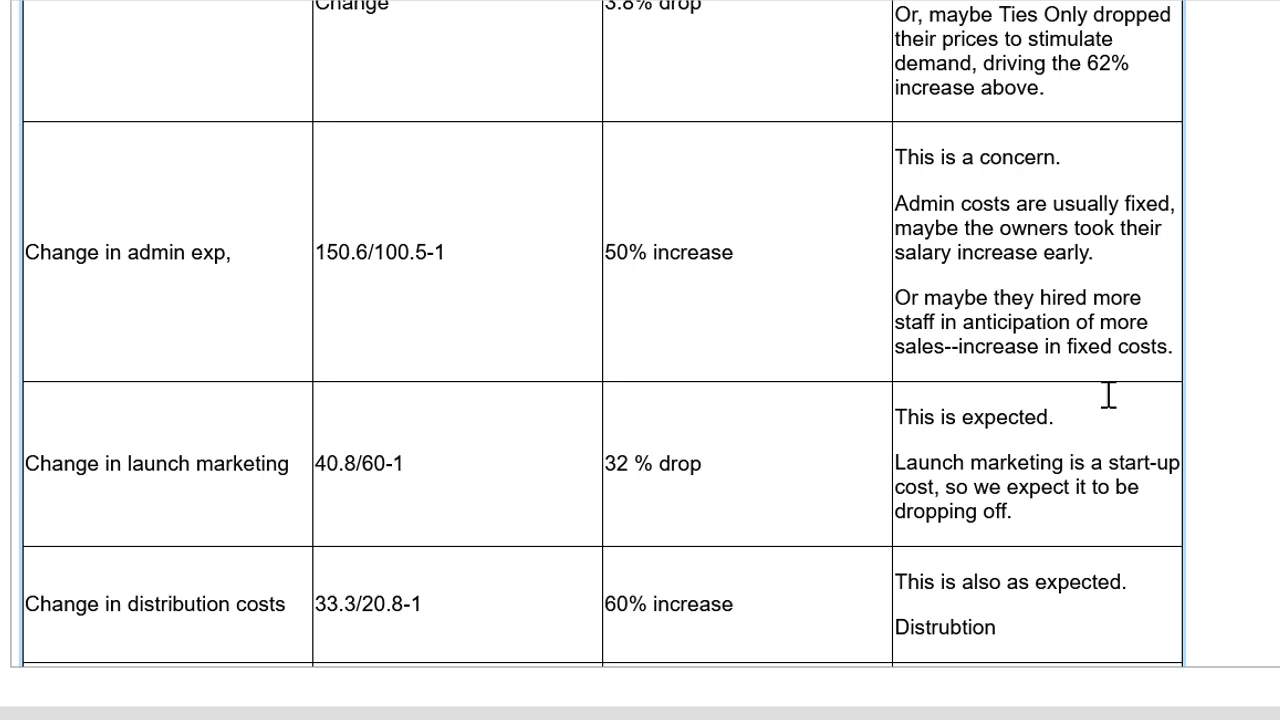 Change
3.8% drop
Or, maybe Ties Only dropped
their prices to stimulate
demand, driving the 62%
increase above.
Change in admin exp,
150.6/100.5-1
50% increase
This is a concern.
Admin costs are usually fixed,
maybe the owners took their
salary increase early.
Or maybe they hired more
staff in anticipation of more
sales--increase in fixed costs.
Change in launch marketing
40.8/60-1
32 % drop
This is expected.
Launch marketing is a start-up
cost, so we expect it to be
dropping off.
Change in distribution costs
33.3/20.8-1
60% increase
This is also as expected.
Distrubtion